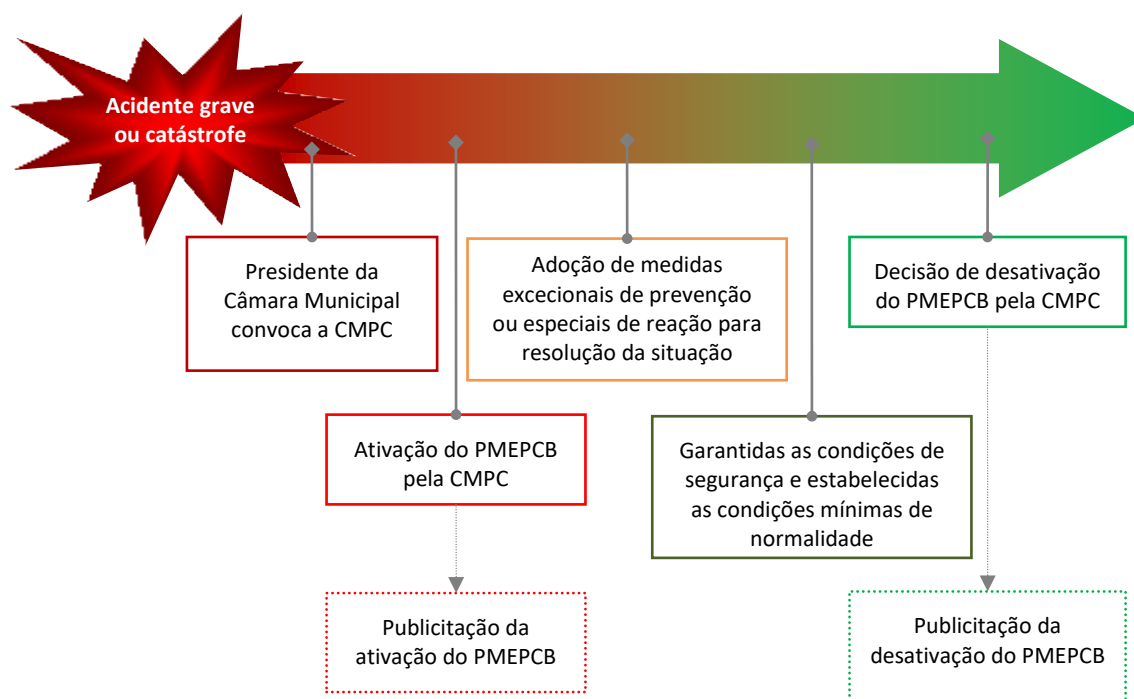 Acidente grave
ou catástrofe
Presidente da
Câmara Municipal
convoca a CMPC
Adoção de medidas
excecionais de prevenção
ou especiais de reação para
resolução da situação
Decisão de desativação
do PMEPCB pela CMPC
Ativação do PMEPCB
pela CMPC
Garantidas as condições de
segurança e estabelecidas
as condições mínimas de
normalidade
Publicitação da
ativação do PMEPCB
Publicitação da
desativação do PMEPCB